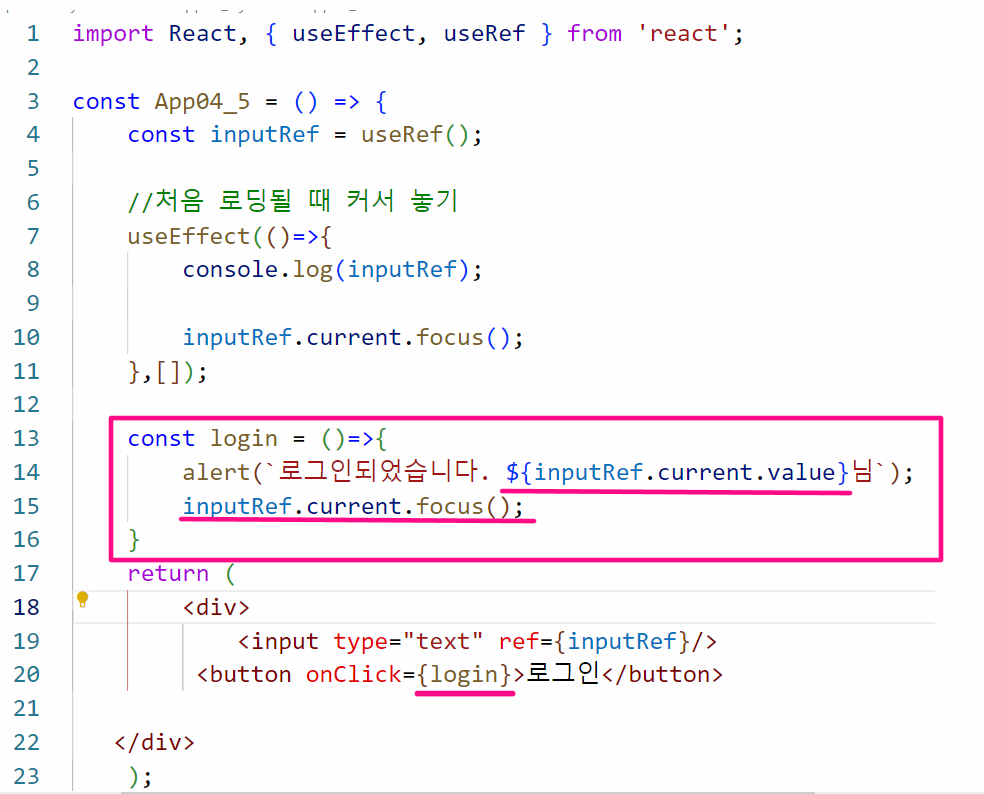 1 import React, { useEffect, useRef } from 'react';
2
3 const App04_5 = () => {
4 const inputRef = useRef();
5
6 //처음 로딩될 때 커서 놓기
7 useEffect(()=>{
8 console.log(inputRef);
9
10 inputRef.current.focus();
11 },[]);
12
13 const login = ()=>{
14 alert(`로그인되었습니다. ${inputRef.current.value}님`);
15 inputRef.current.focus();
16 }
17 return (
18 <div>
19 <input type="text" ref={inputRef}/>
20 <button onClick={login}>로그인</button>
21
22 </div>
23 );